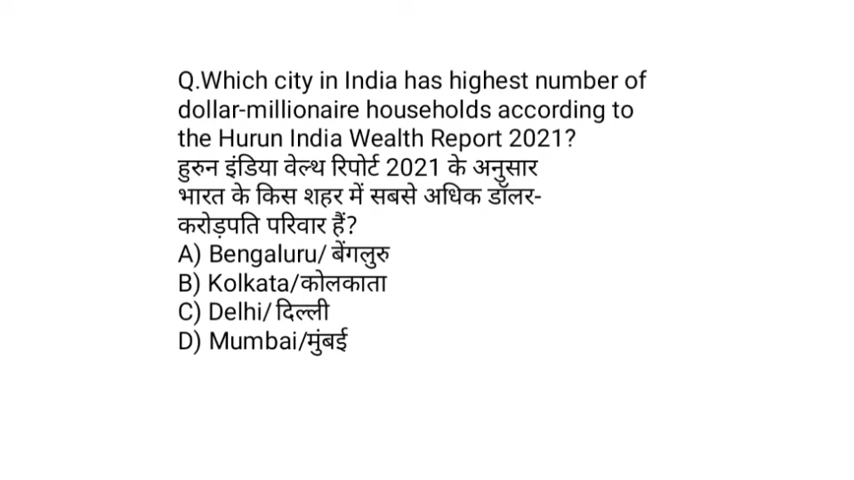 Q.Which city in India has highest number of
dollar-millionaire households according to
the Hurun India Wealth Report 2021?
हुरुन इंडिया वेल्थ रिपोर्ट 2021 के अनुसार
भारत के किस शहर में सबसे अधिक डॉलर-
करोड़पति परिवार हैं?
A) Bengaluru/ बेंगलुरु
B) Kolkata/कोलकाता
C) Delhi/ दिल्ली
D) Mumbai/मुंबई